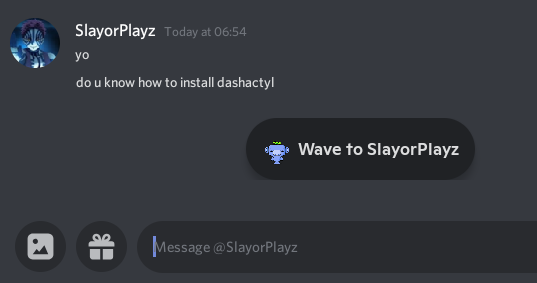 SlayorPlayz Today at 06:54
yo
do u know how to install dashactyl
Wave to SlayorPlayz
Message @SlayorPlayz